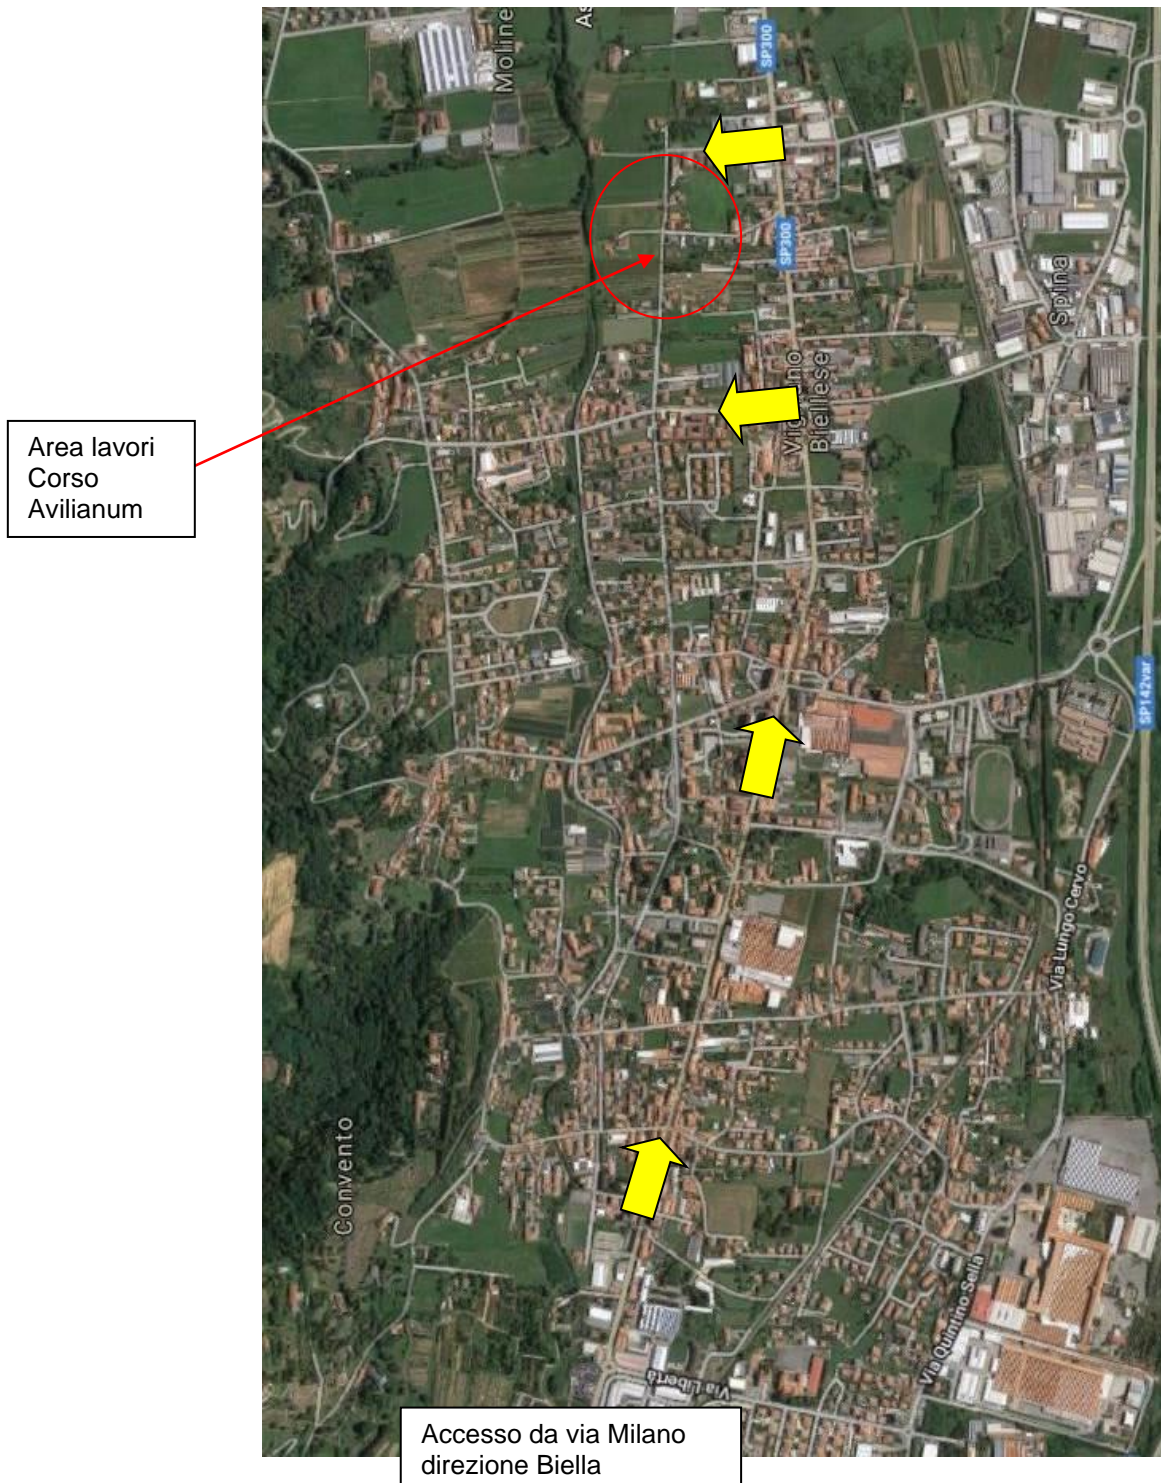 Moline
As
SP300
SP300
Spina
Vigliano
Biellese
Area lavori
Corso
Avilianum
SP142var
Via Lungo Cervo
Convento
Via Quintino Sella
Via Libertà
Accesso da via Milano
direzione Biella